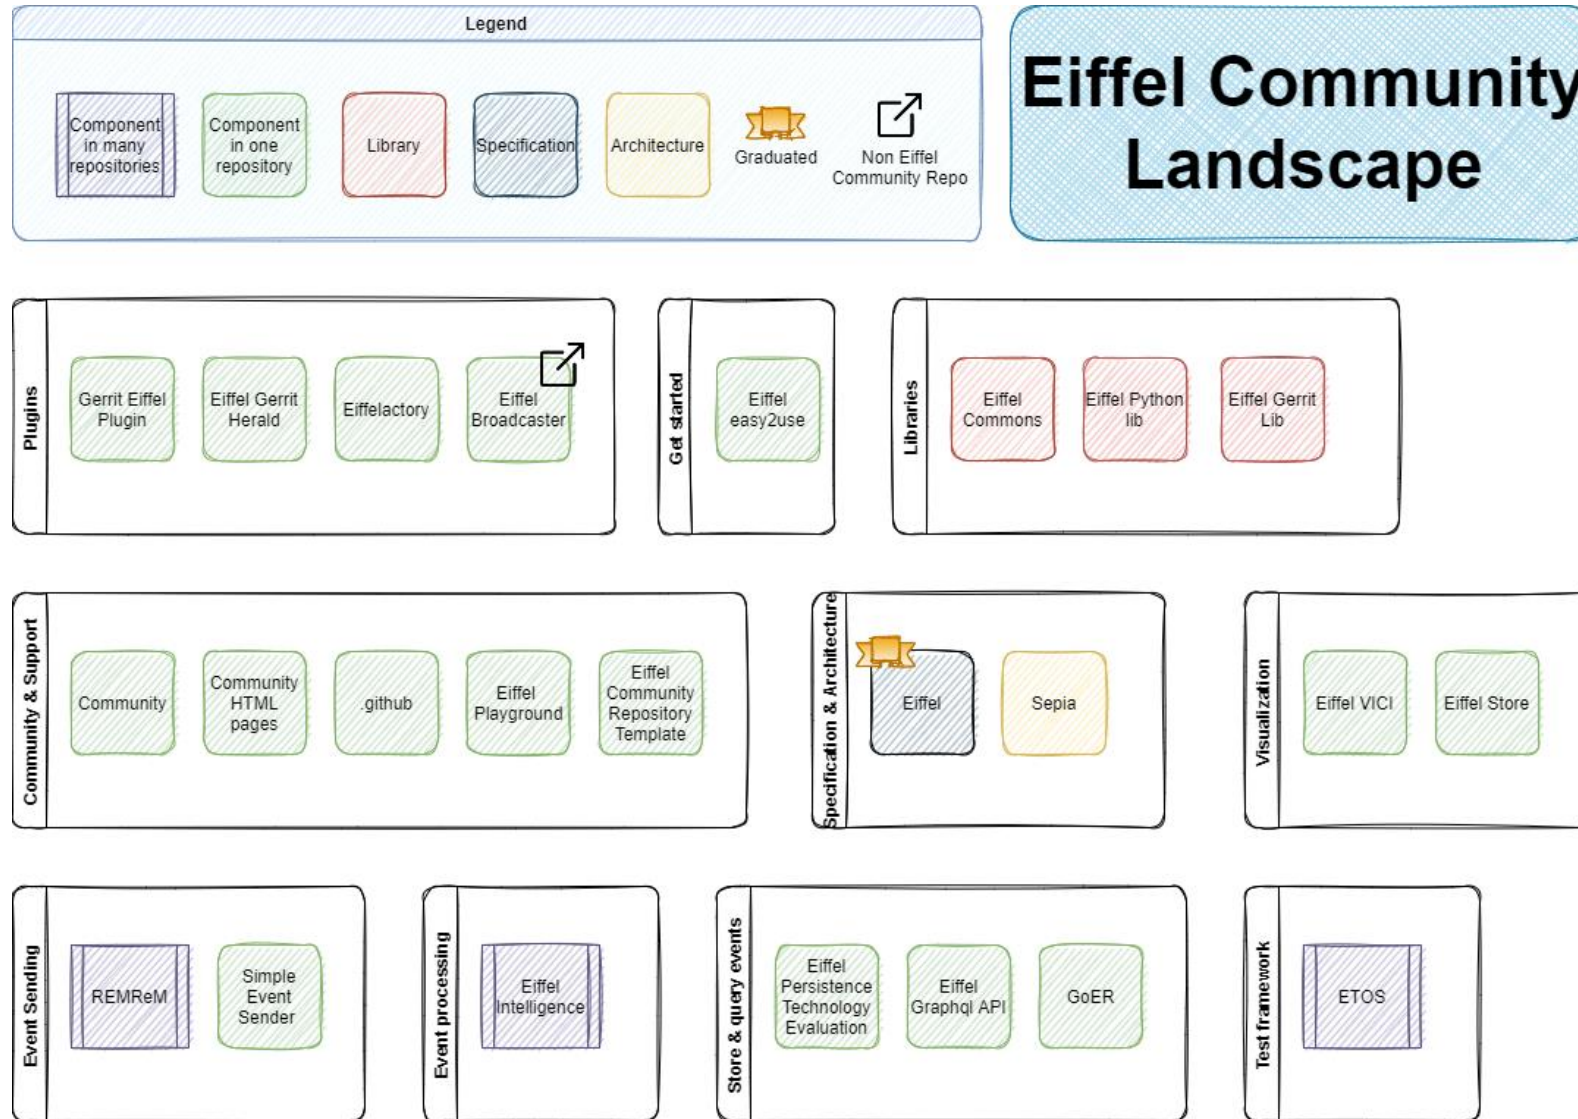 Legend
Eiffel Community
Landscape
Component
in many
repositories
Component
in one
repository
Library
Specification
Architecture
Graduated
Non Eiffel
Community Repo
Plugins
Gerrit Eiffel
Plugin
Eiffel Gerrit
Herald
Eiffelactory
Eiffel
Broadcaster
Get started
Eiffel
easy2use
Libraries
Eiffel
Commons
Eiffel Python
lib
Eiffel Gerrit
Lib
Community & Support
Community
Community
HTML
pages
.github
Eiffel
Playground
Eiffel
Community
Repository
Template
Specification & Architecture
Eiffel
Sepia
Visualization
Eiffel VICI
Eiffel Store
Event Sending
REMReM
Simple
Event
Sender
Event processing
Eiffel
Intelligence
Store & query events
Eiffel
Persistence
Technology
Evaluation
Eiffel
Graphql API
GoER
Test framework
ETOS